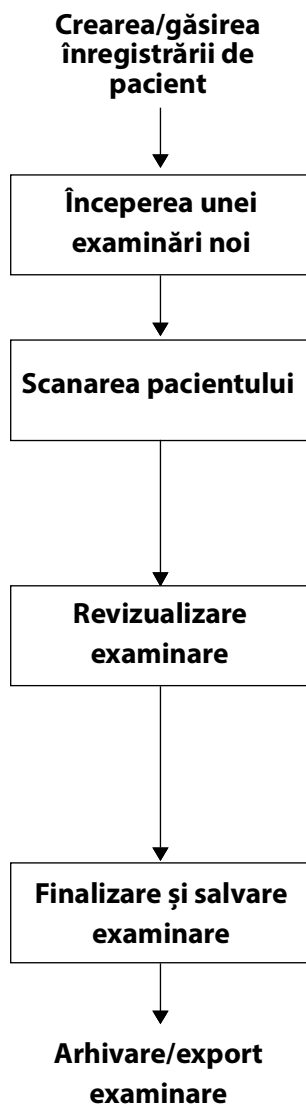 Crearea/găsirea
înregistrării de
pacient
Începerea unei
examinări noi
Scanarea pacientului
Revizualizare
examinare
Finalizare și salvare
examinare
Arhivare/export
examinare